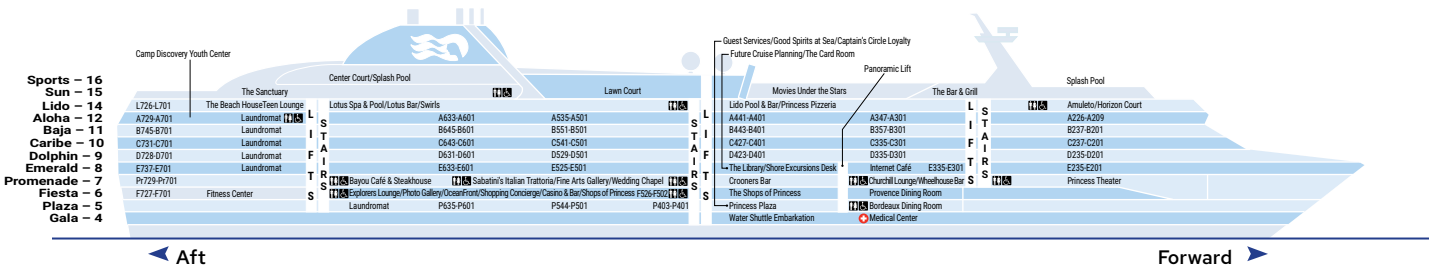 Guest Services/Good Spirits at Sea/Captain's Circle Loyalty
Camp Discovery Youth Center
Future Cruise Planning/The Card Room
Panoramic Lift
Sports – 16
Center Court/Splash Pool
Splash Pool
Sun – 15
The Sanctuary
Lawn Court
Movies Under the Stars
The Bar & Grill
Lido – 14
L726-L701
The Beach HouseTeen Lounge
Lotus Spa & Pool/Lotus Bar/Swirls
Lido Pool & Bar/Princess Pizzeria
Amuleto/Horizon Court
Aloha – 12
A729-A701
Laundromat
A633-A601
A535-A501
A441-A401
A347-A301
A226-A209
Baja – 11
B745-B701
Laundromat
B645-B601
B551-B501
B443-B401
B357-B301
B237-B201
Caribe – 10
C731-C701
Laundromat
C643-C601
C541-C501
C427-C401
C335-C301
C237-C201
Dolphin – 9
D728-D701
Laundromat
D631-D601
D529-D501
D423-D401
D335-D301
D235-D201
Emerald – 8
E737-E701
Laundromat
E633-E601
E525-E501
The Library/Shore Excursions Desk
Internet Café
E335-E301
E235-E201
Promenade – 7
Pr729-Pr701
Bayou Café & Steakhouse
Sabatini's Italian Trattoria/Fine Arts Gallery/Wedding Chapel
Crooners Bar
Churchill Lounge/Wheelhouse Bar
Princess Theater
Fiesta – 6
F727-F701
Fitness Center
Explorers Lounge/Photo Gallery/OceanFront/Shopping Concierge/Casino & Bar/Shops of Princess
F526-F502
The Shops of Princess
Provence Dining Room
Plaza – 5
Laundromat
P635-P601
P544-P501
P403-P401
Princess Plaza
Bordeaux Dining Room
Gala – 4
Water Shuttle Embarkation
Medical Center
LIFTS
STAIRS
STAIRS
LIFTS
LIFTS
STAIRS
Aft
Forward